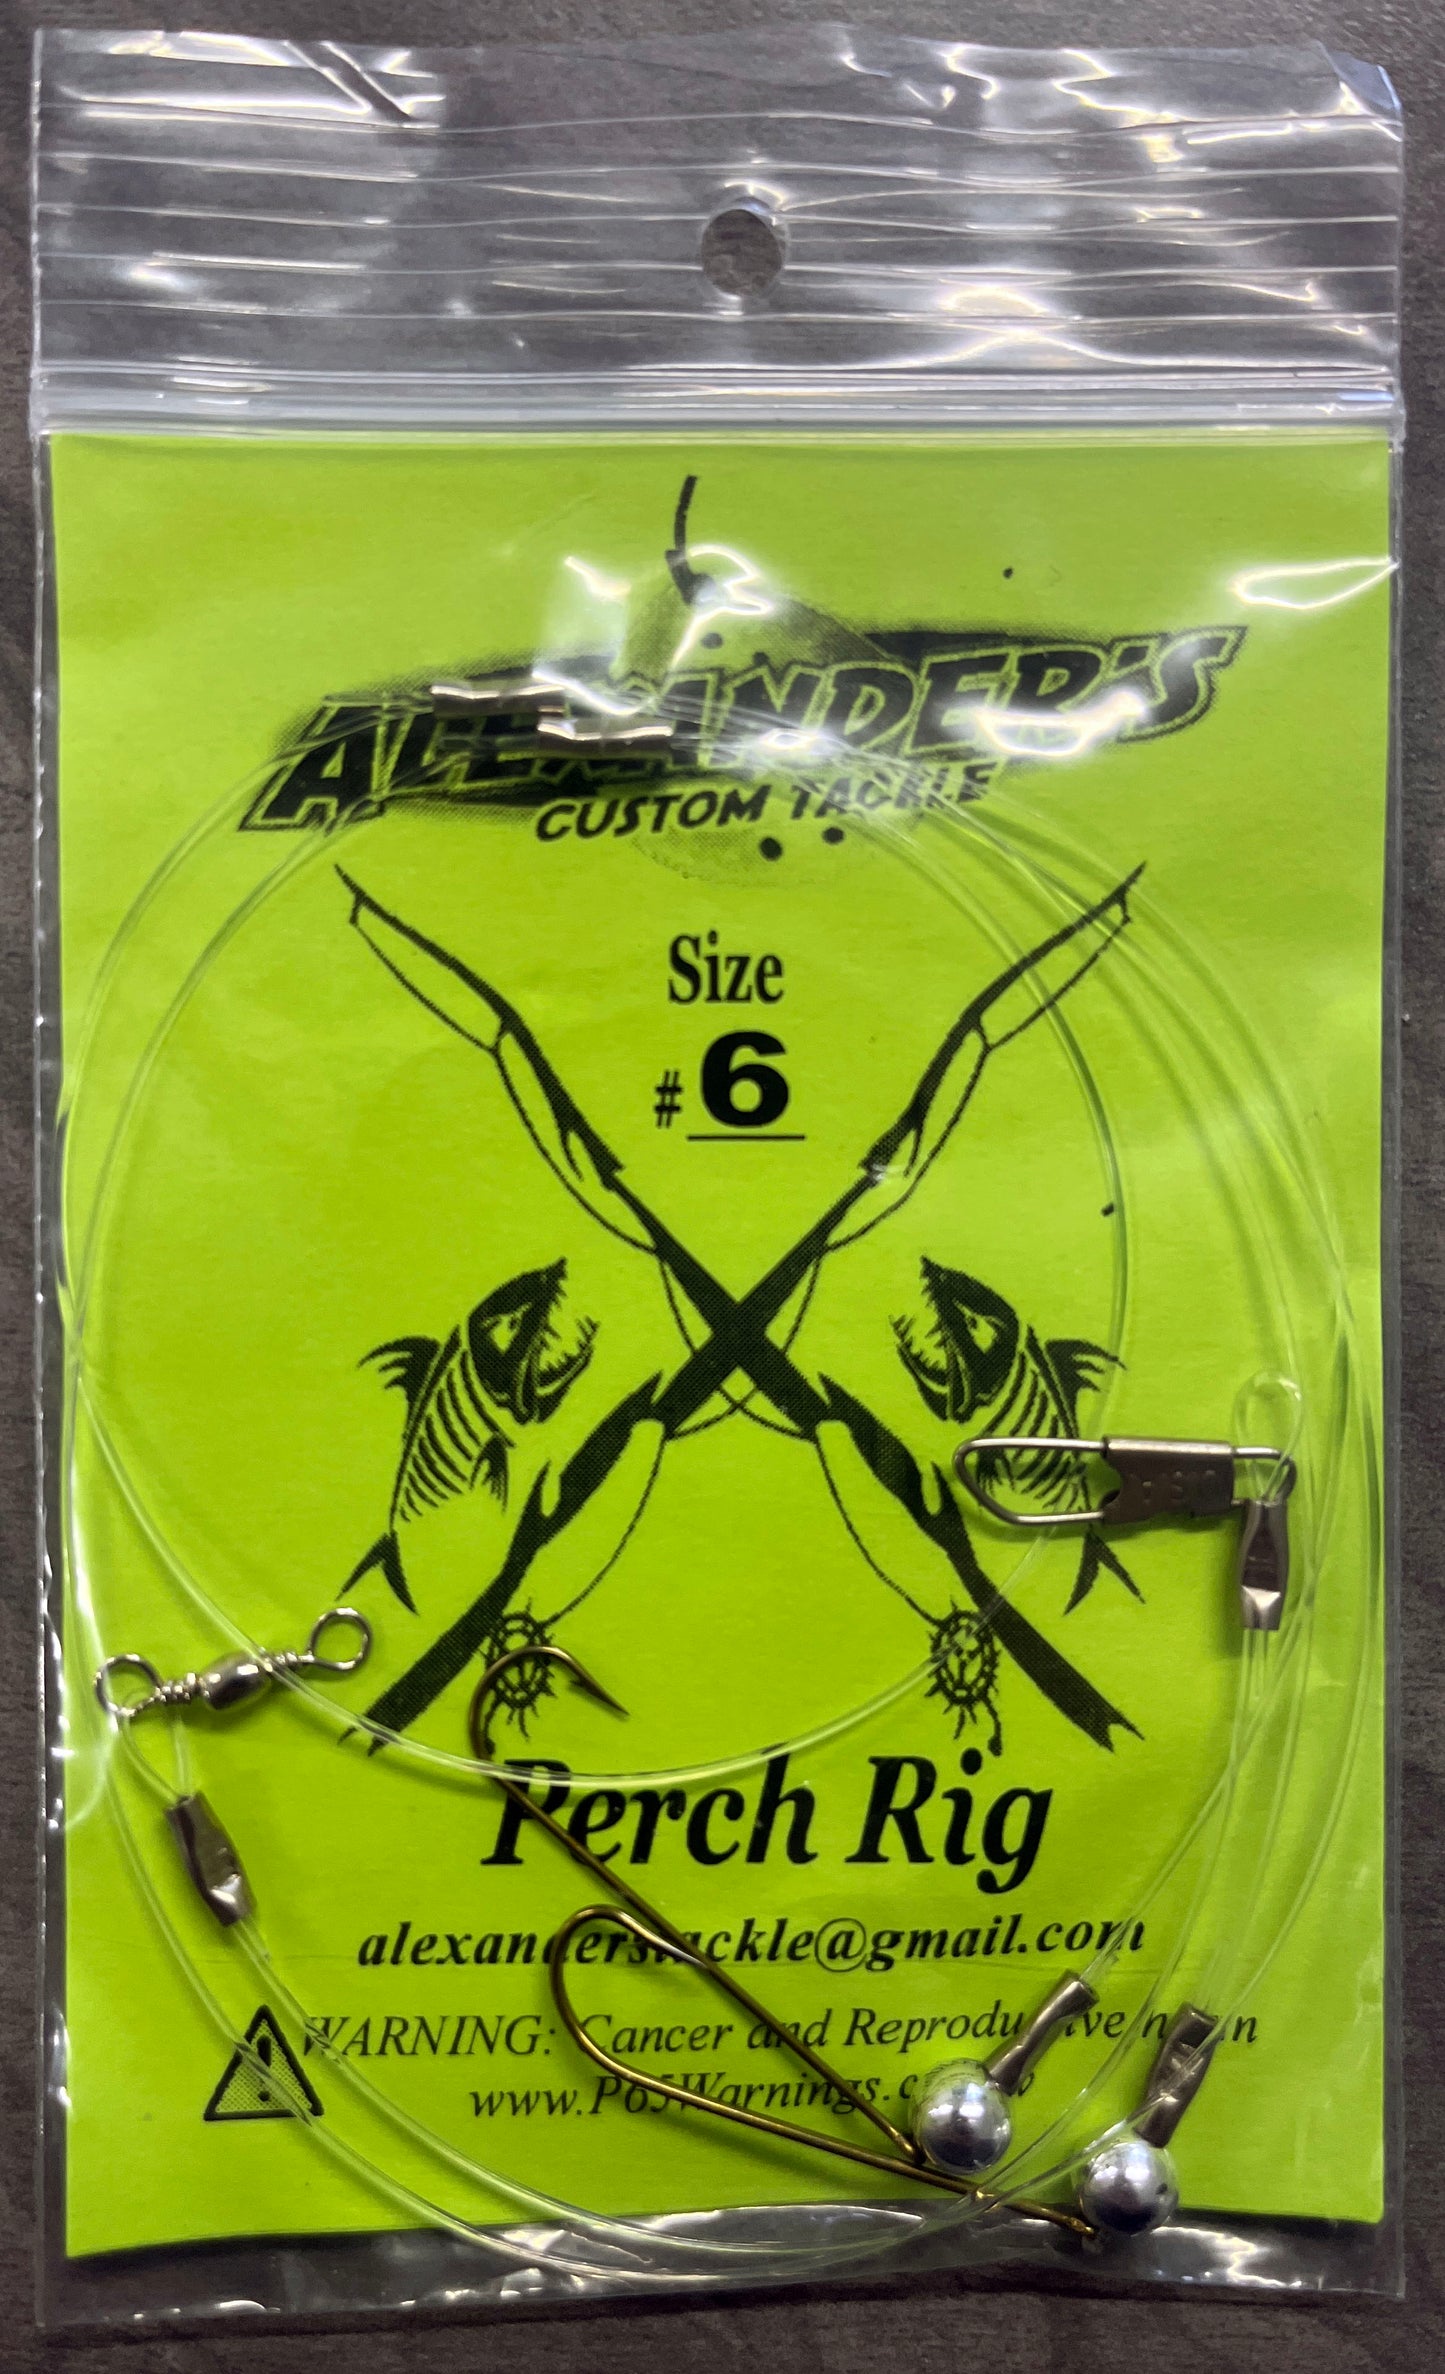 ALEXANDER'S
CUSTOM TACKLE
Size
# 6
Perch Rig
alexanderstackle@gmail.com
WARNING: Cancer and Reproductive Harm
www.P65Warnings.ca.gov
USA